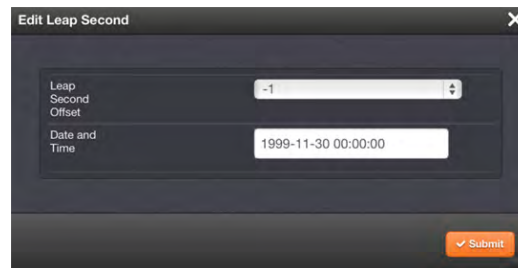 Edit Leap Second
Leap
Second
Offset
-1
Date and
Time
1999-11-30 00:00:00
Submit